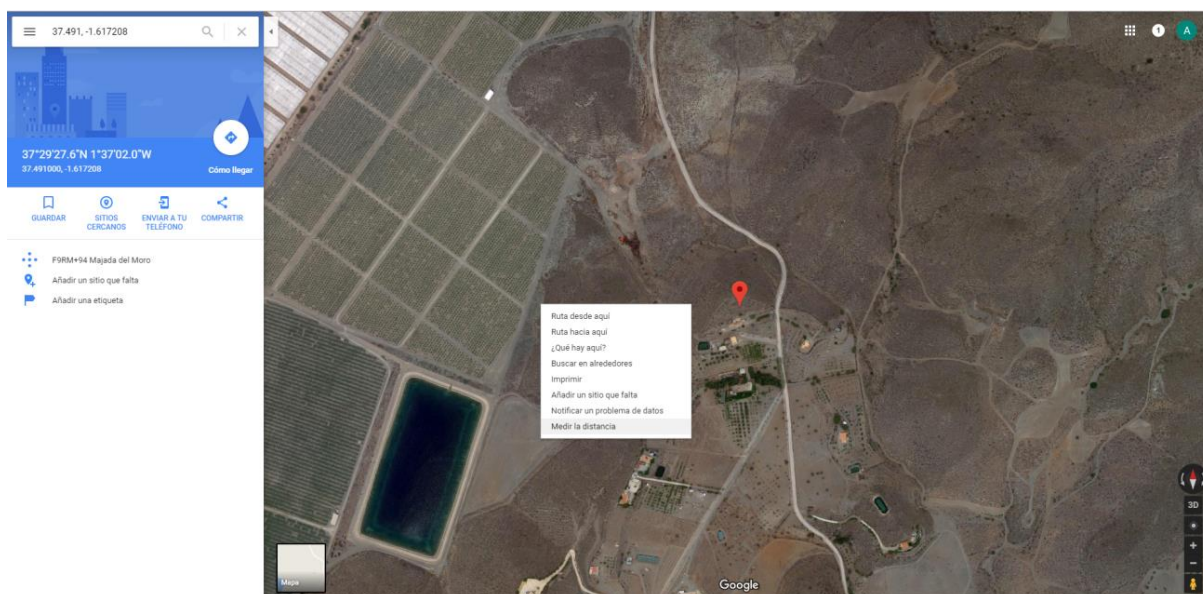 37.491, -1.617208
37°29'27.6"N 1°37'02.0"W
37.491000, -1.617208
Cómo llegar
GUARDAR
SITIOS
CERCANOS
ENVIAR A TU
TELÉFONO
COMPARTIR
F9RM+94 Majada del Moro
Añadir un sitio que falta
Añadir una etiqueta
Ruta desde aquí
Ruta hacia aquí
¿Qué hay aquí?
Buscar en alrededores
Imprimir
Añadir un sitio que falta
Notificar un problema de datos
Medir la distancia
1
A
3D
Mapa
Google